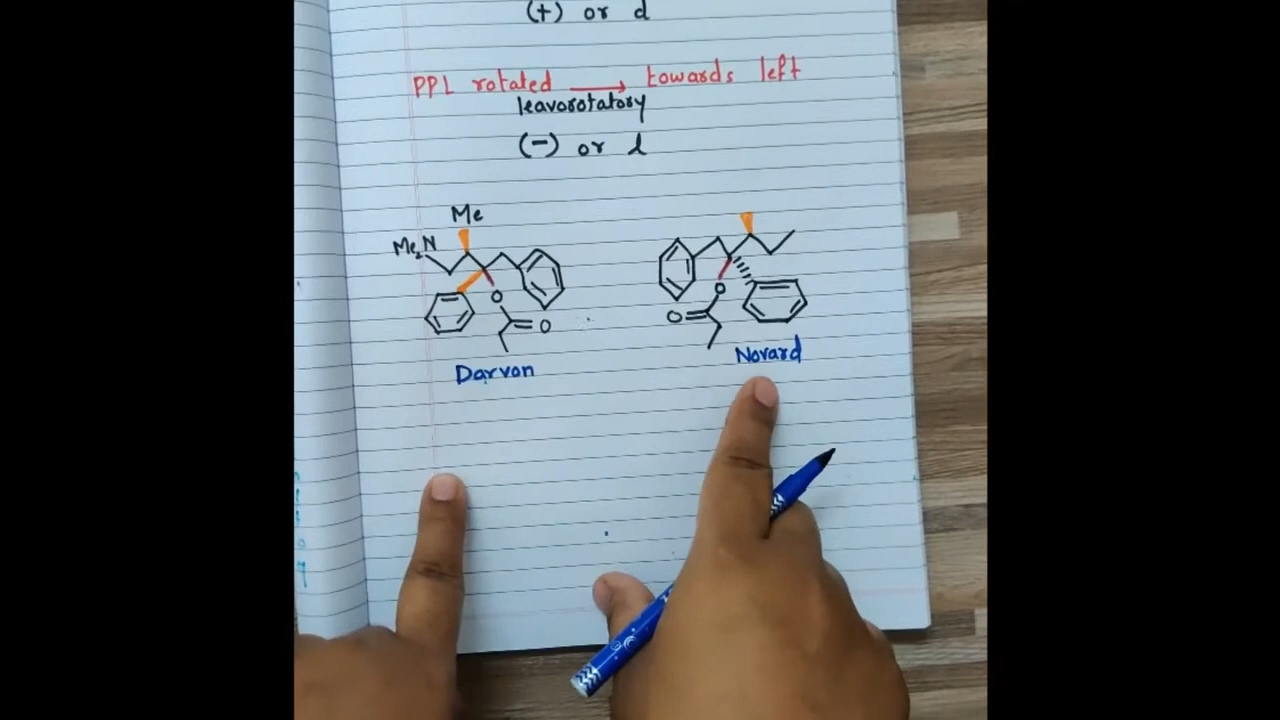 (+) or d
PPL rotated → towards left
leavorotatory
(-) or l
Me
Me2N
O
O
Darvon
O
O
Novard